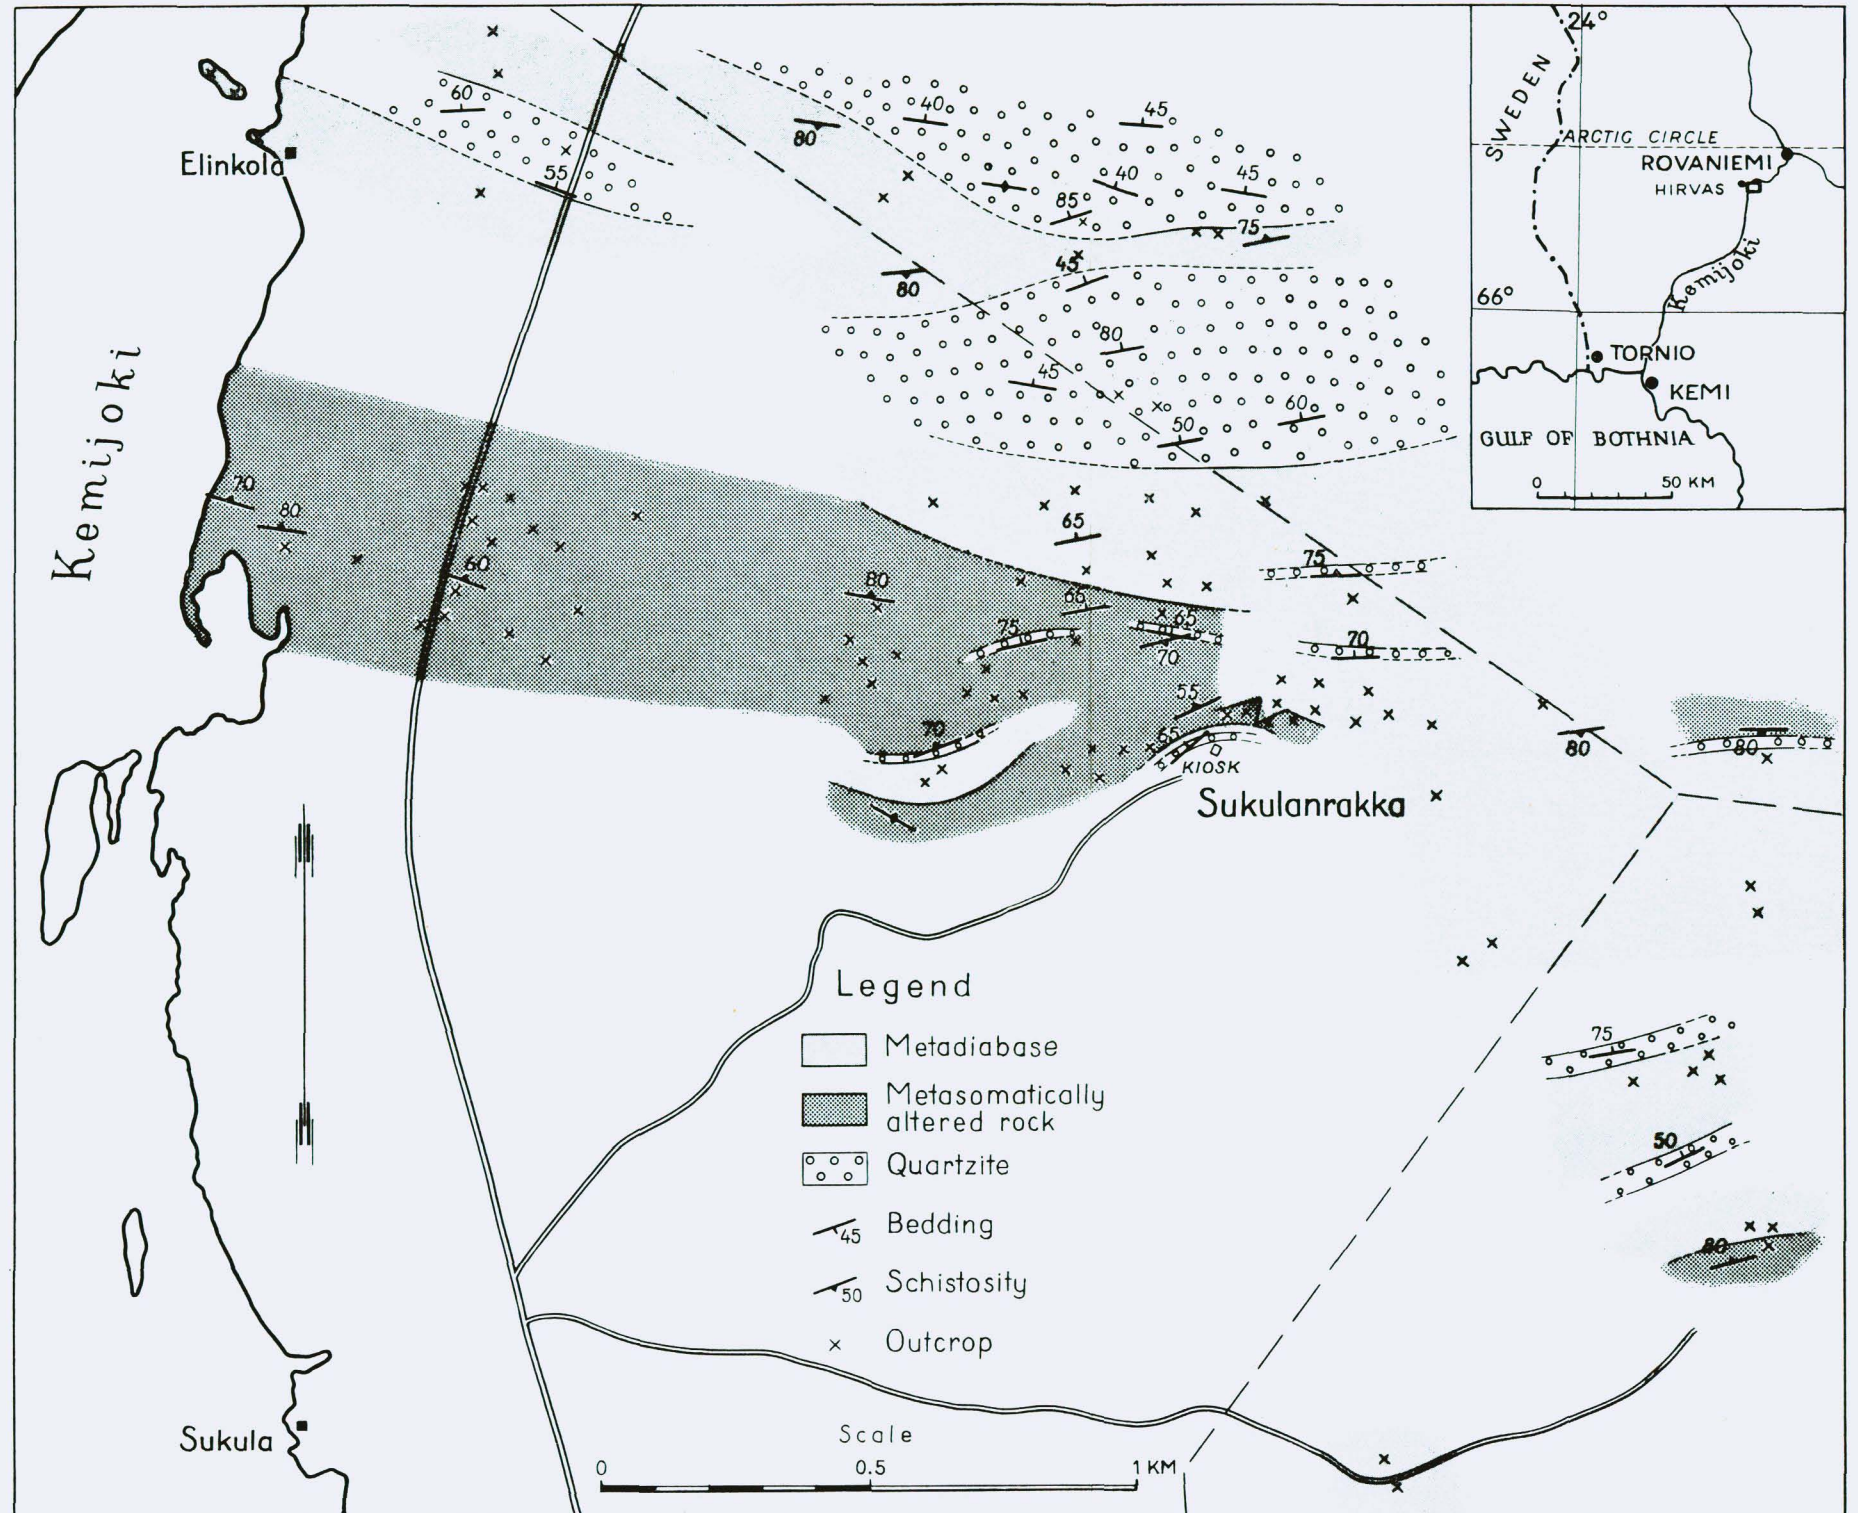 60
40
45
80
Elinkola
55
40
45
85
75
45
80
80
45
60
50
Kemijoki
70
80
65
75
60
80
66
75
65
70
70
55
70
65
KIOSK
Sukulanrakka
80
80
75
50
80
Sukula
24°
SWEDEN
ARCTIG CIRCLE
ROVANIEMI
HIRVAS
Kemijoki
66°
TORNIO
KEMI
GULF OF BOTHNIA
0 50 KM
Legend
Metadiabase
Metasomatically
altered rock
Quartzite
45 Bedding
50 Schistosity
Outcrop
Scale
0 0.5 1 KM